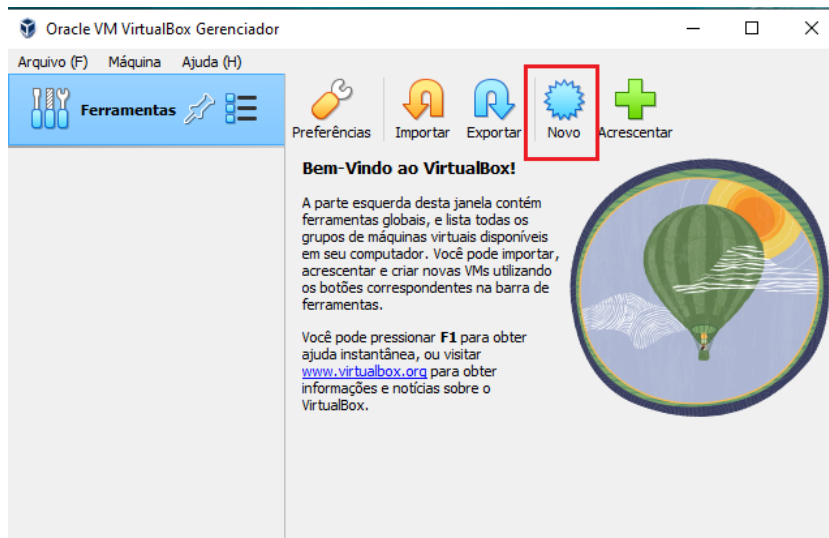 Oracle VM VirtualBox Gerenciador
Arquivo (F) Máquina Ajuda (H)
Ferramentas
Preferências Importar Exportar Novo Acrescentar
Bem-Vindo ao VirtualBox!
A parte esquerda desta janela contém
ferramentas globais, e lista todas os
grupos de máquinas virtuais disponíveis
em seu computador. Você pode importar,
acrescentar e criar novas VMs utilizando
os botões correspondentes na barra de
ferramentas.
Você pode pressionar F1 para obter
ajuda instantânea, ou visitar
www.virtualbox.org para obter
informações e notícias sobre o
VirtualBox.